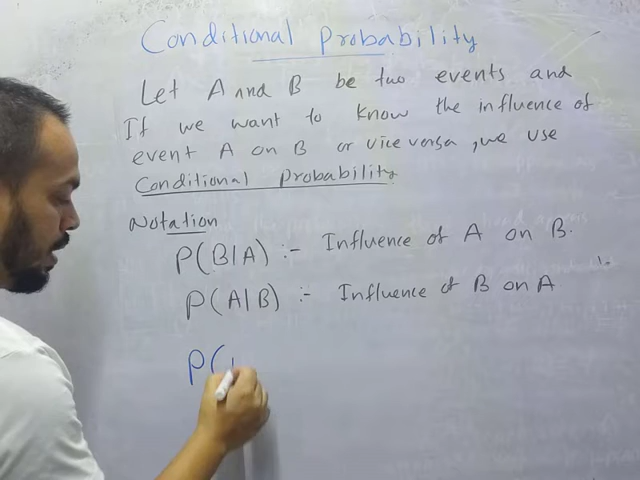 Conditional Probability
Let A and B be two events and
If we want to know the influence of
event A on B or vice versa, we use
Conditional Probability.
Notation
P(B|A) :- Influence of A on B.
P(A|B) :- Influence of B on A
P(